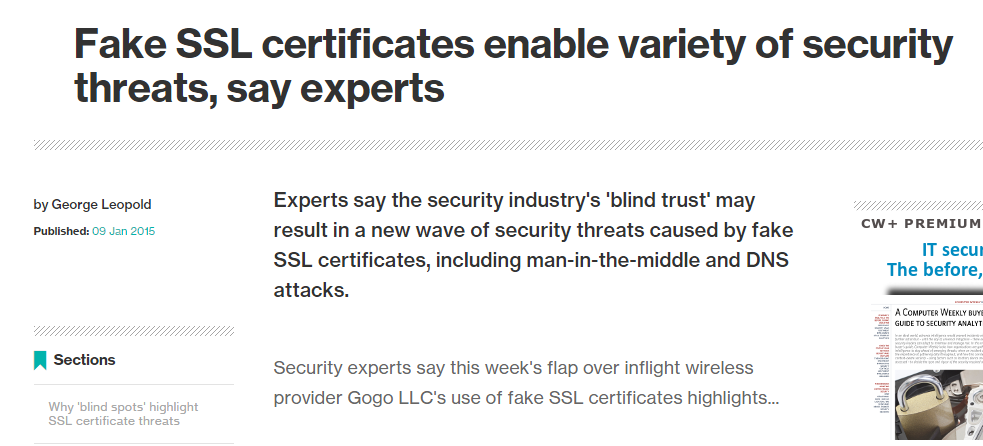 Fake SSL certificates enable variety of security
threats, say experts
by George Leopold
Published: 09 Jan 2015
Sections
Why 'blind spots' highlight
SSL certificate threats
Experts say the security industry's 'blind trust' may
result in a new wave of security threats caused by fake
SSL certificates, including man-in-the-middle and DNS
attacks.
Security experts say this week's flap over inflight wireless
provider Gogo LLC's use of fake SSL certificates highlights...
CW+ PREMIUM
IT secur
The before,
A COMPUTER WEEKLY BUYE
GUIDE TO SECURITY ANALYT